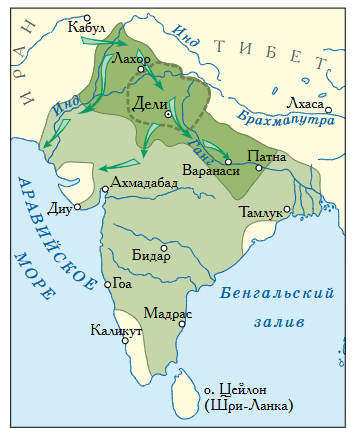 Кабул
ИРАН
Инд
ТИБЕТ
Лахор
Инд
Дели
Лхаса
Брахмапутра
Ганг
Варанаси
Патна
Ахмадабад
Диу
Тамлук
АРАВИЙСКОЕ
МОРЕ
Бидар
Гоа
Бенгальский
залив
Мадрас
Каликут
о. Цейлон
(Шри-Ланка)